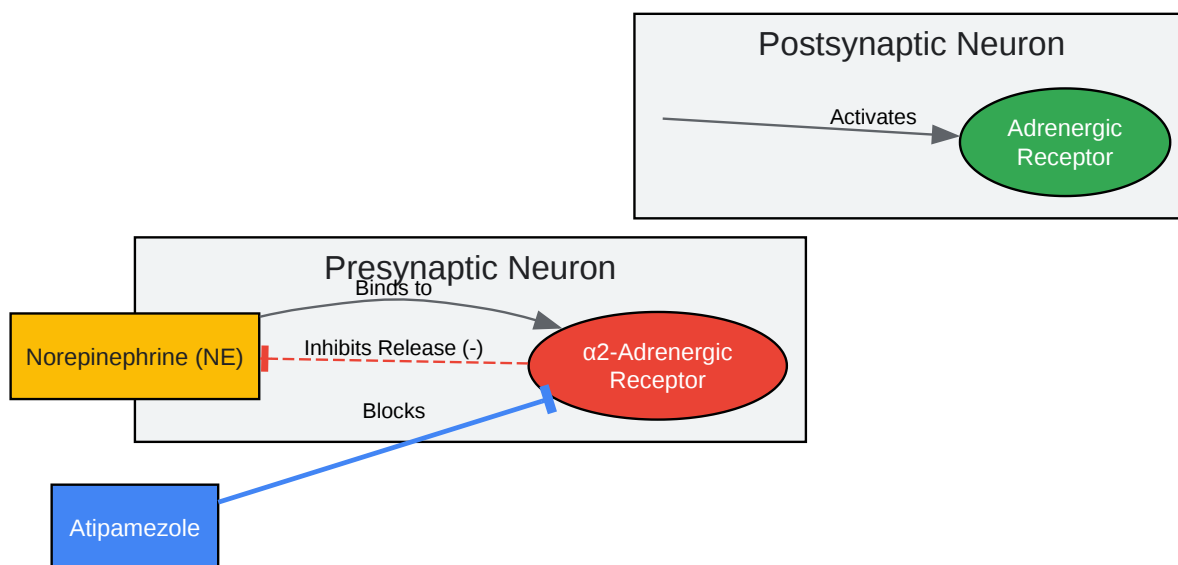 Postsynaptic Neuron
Activates
Adrenergic
Receptor
Presynaptic Neuron
Binds to
Norepinephrine (NE)
Inhibits Release (-)
α2-Adrenergic
Receptor
Blocks
Atipamezole